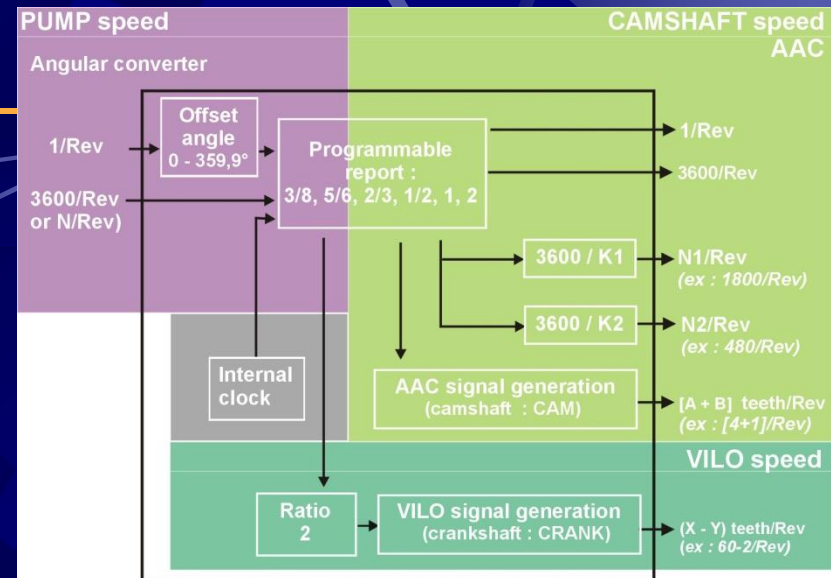 PUMP speed
CAMSHAFT speed
AAC
Angular converter
Offset
angle
0 - 359,9°
1/Rev
3600/Rev
or N/Rev)
Programmable
report :
3/8, 5/6, 2/3, 1/2, 1, 2
1/Rev
3600/Rev
3600 / K1
N1/Rev
(ex : 1800/Rev)
3600 / K2
N2/Rev
(ex : 480/Rev)
Internal
clock
AAC signal generation
(camshaft : CAM)
[A + B] teeth/Rev
(ex : [4+1]/Rev)
VILO speed
Ratio
2
VILO signal generation
(crankshaft : CRANK)
(X - Y) teeth/Rev
(ex : 60-2/Rev)